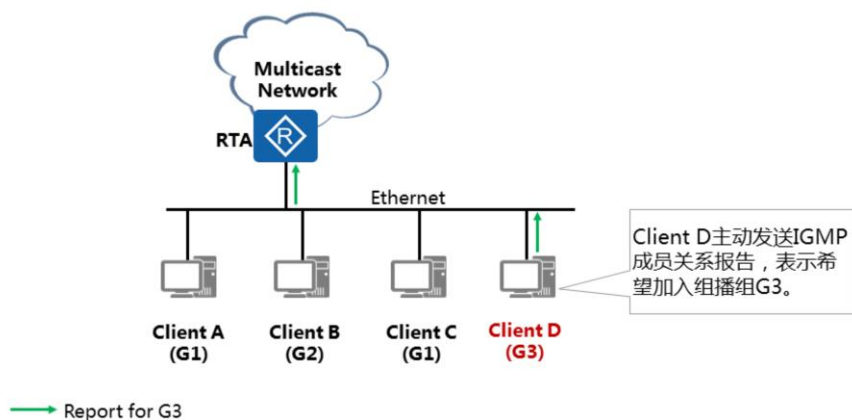 Multicast
Network
RTA
R
Ethernet
Client D主动发送IGMP
成员关系报告，表示希
望加入组播组G3。
Client A
(G1)
Client B
(G2)
Client C
(G1)
Client D
(G3)
Report for G3